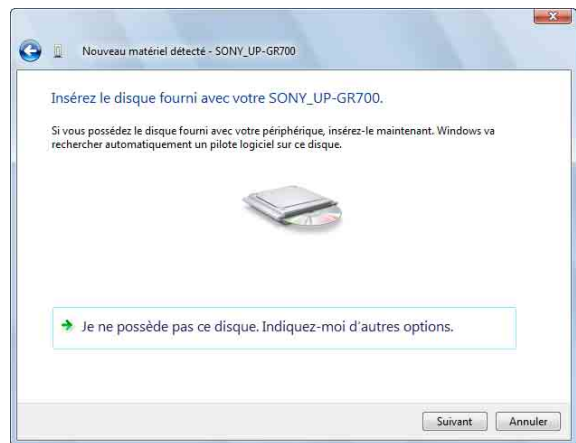 Nouveau matériel détecté - SONY_UP-GR700
Insérez le disque fourni avec votre SONY_UP-GR700.
Si vous possédez le disque fourni avec votre périphérique, insérez-le maintenant. Windows va
rechercher automatiquement un pilote logiciel sur ce disque.
Je ne possède pas ce disque. Indiquez-moi d'autres options.
Suivant
Annuler